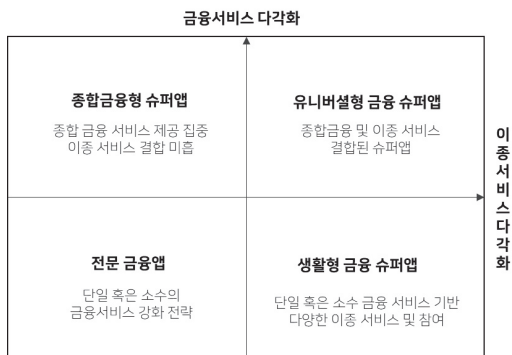 금융서비스 다각화
종합금융형 슈퍼앱
종합 금융 서비스 제공 집중
이종 서비스 결합 미흡
유니버셜형 금융 슈퍼앱
종합금융 및 이종 서비스
결합된 슈퍼앱
이종서비스다각화
전문 금융앱
단일 혹은 소수의
금융서비스 강화 전략
생활형 금융 슈퍼앱
단일 혹은 소수 금융 서비스 기반
다양한 이종 서비스 및 참여